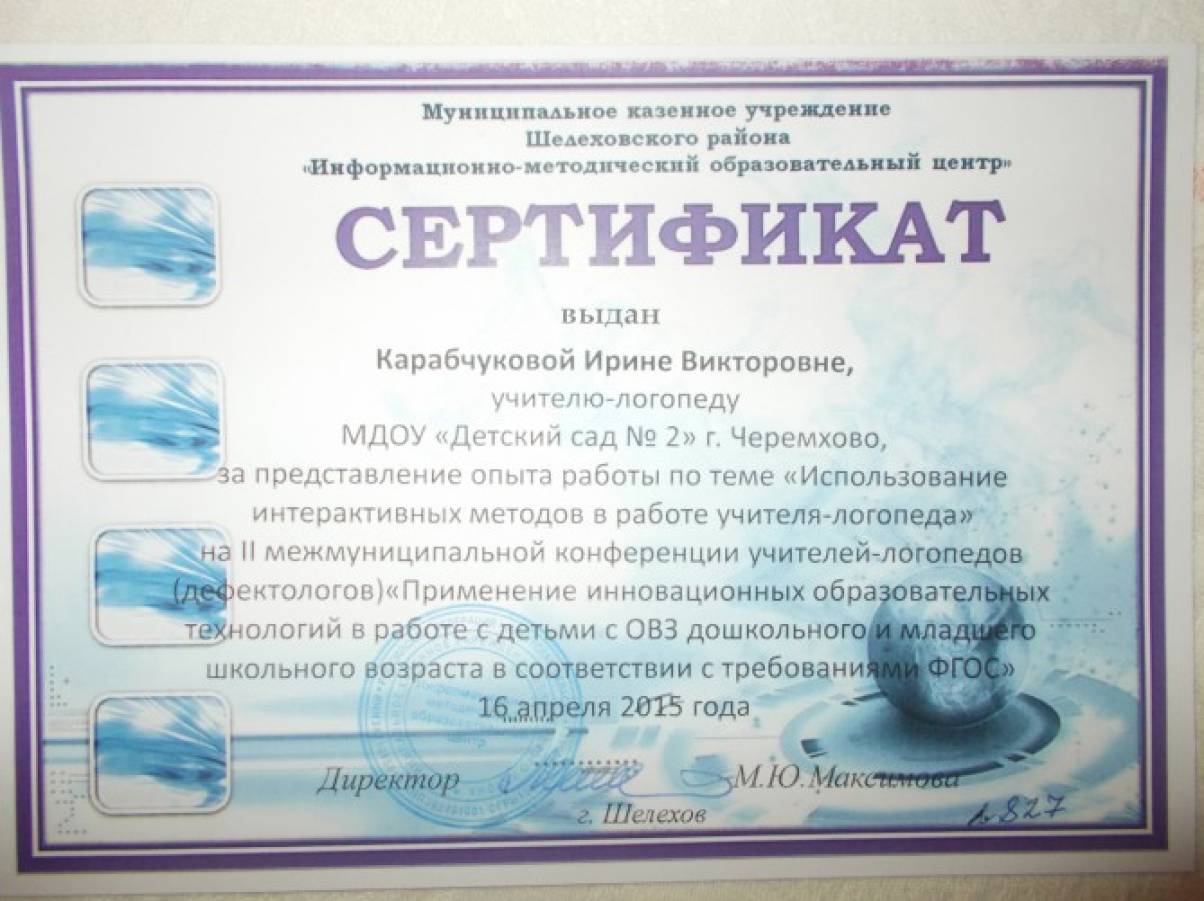 Муниципальное казенное учреждение
Шелеховского района
«Информационно-методический образовательный центр»
СЕРТИФИКАТ
выдан
Карабчуковой Ирине Викторовне,
учителю-логопеду
МДОУ «Детский сад № 2» г. Черемхово,
за представление опыта работы по теме «Использование
интерактивных методов в работе учителя-логопеда»
на II межмуниципальной конференции учителей-логопедов
(дефектологов)«Применение инновационных образовательных
технологий в работе с детьми с ОВЗ дошкольного и младшего
школьного возраста в соответствии с требованиями ФГОС»
16 апреля 2015 года
Директор М.Ю.Максимова
г. Шелехов
827